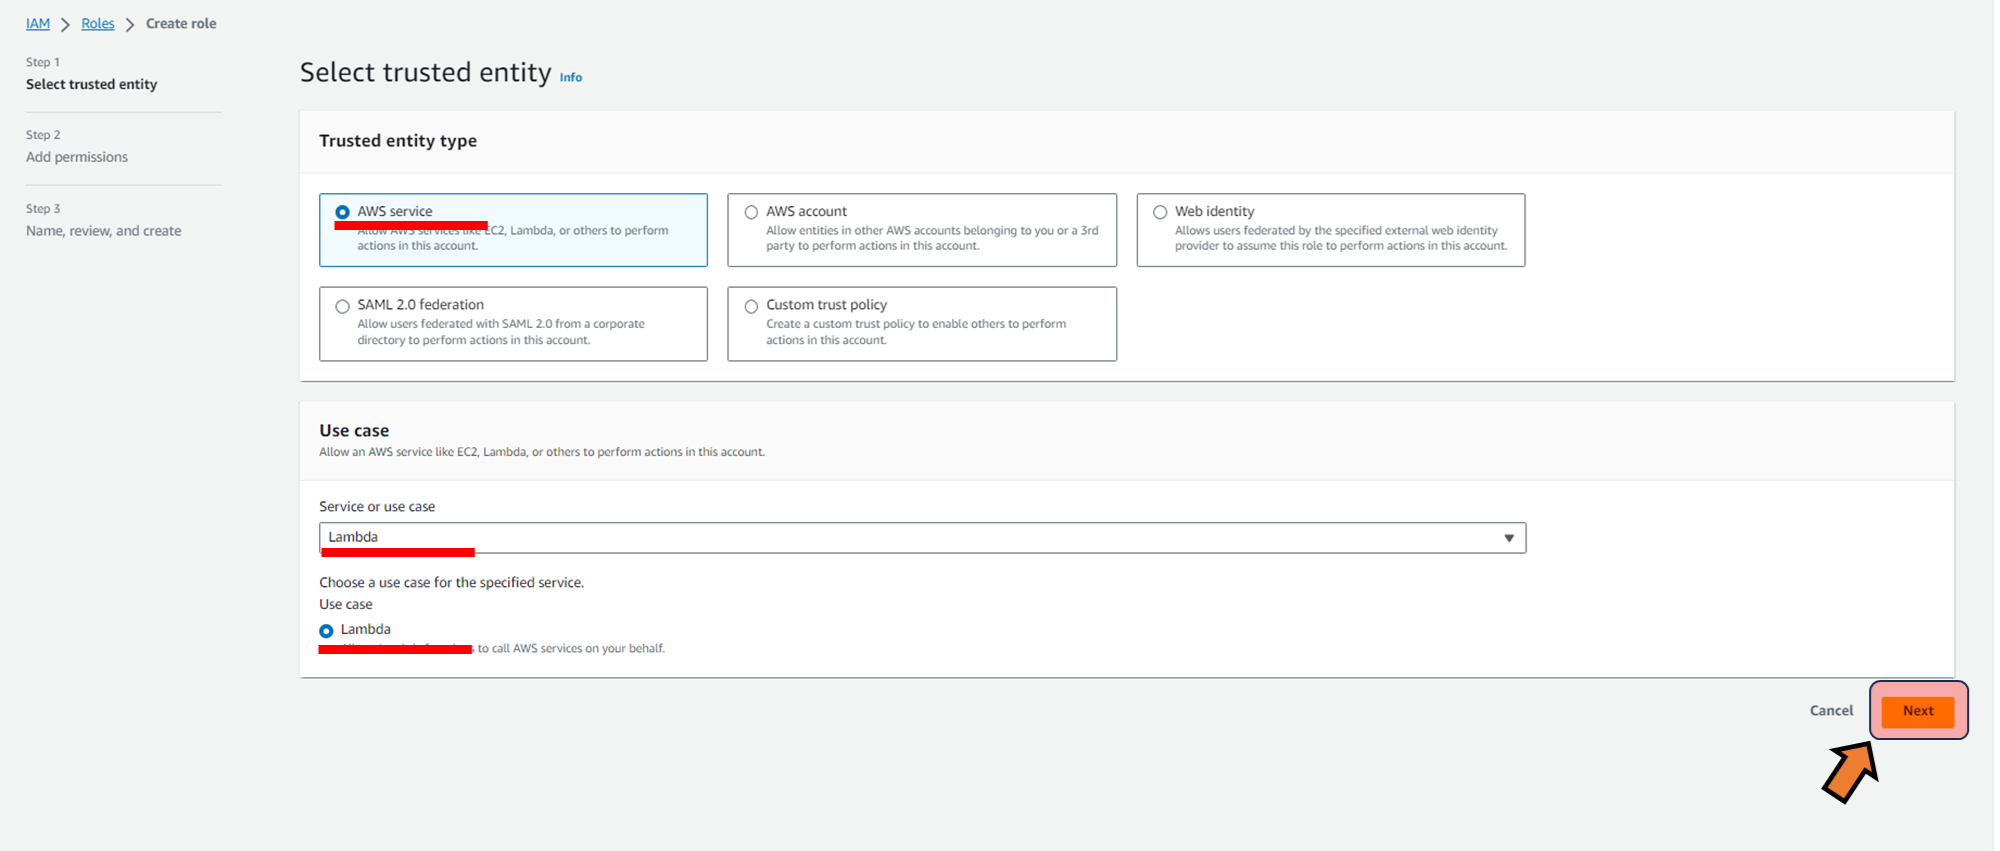 IAM > Roles > Create role
Step 1
Select trusted entity
Step 2
Add permissions
Step 3
Name, review, and create
Select trusted entity Info
Trusted entity type
AWS service
Allow AWS services like EC2, Lambda, or others to perform
actions in this account.
AWS account
Allow entities in other AWS accounts belonging to you or a 3rd
party to perform actions in this account.
Web identity
Allows users federated by the specified external web identity
provider to assume this role to perform actions in this account.
SAML 2.0 federation
Allow users federated with SAML 2.0 from a corporate
directory to perform actions in this account.
Custom trust policy
Create a custom trust policy to enable others to perform
actions in this account.
Use case
Allow an AWS service like EC2, Lambda, or others to perform actions in this account.
Service or use case
Lambda
Choose a use case for the specified service.
Use case
Lambda
to call AWS services on your behalf.
Cancel
Next